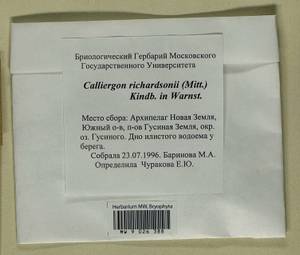 Бриологический Гербарий Московского
Государственного Университета
Calliergon richardsonii (Mitt.)
Kindb. in Warnst.
Место сбора: Архипелаг Новая Земля,
Южный о-в, п-ов Гусиная Земля, окр.
оз. Гусиного. Дно илистого водоема у
берега.
Собрала 23.07.1996. Баринова М.А.
Определила Чуракова Е.Ю.
Herbarium MW, Bryophyta
MW 9 026 388